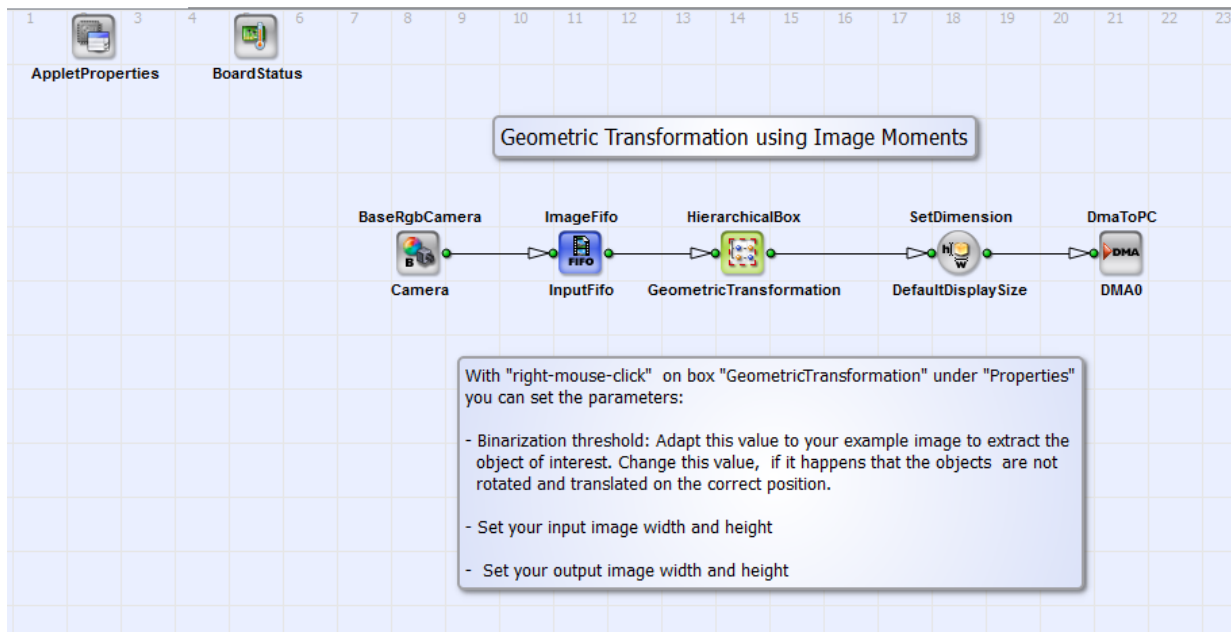 1 3 4 6 7 8 9 10 11 12 13 14 15 16 17 18 19 20 21 22 23
AppletProperties BoardStatus
Geometric Transformation using Image Moments
BaseRgbCamera ImageFifo HierarchicalBox SetDimension DmaToPC
B FIFO h w DMA
Camera InputFifo GeometricTransformation DefaultDisplaySize DMA0
With "right-mouse-click" on box "GeometricTransformation" under "Properties"
you can set the parameters:
- Binarization threshold: Adapt this value to your example image to extract the
object of interest. Change this value, if it happens that the objects are not
rotated and translated on the correct position.
- Set your input image width and height
- Set your output image width and height